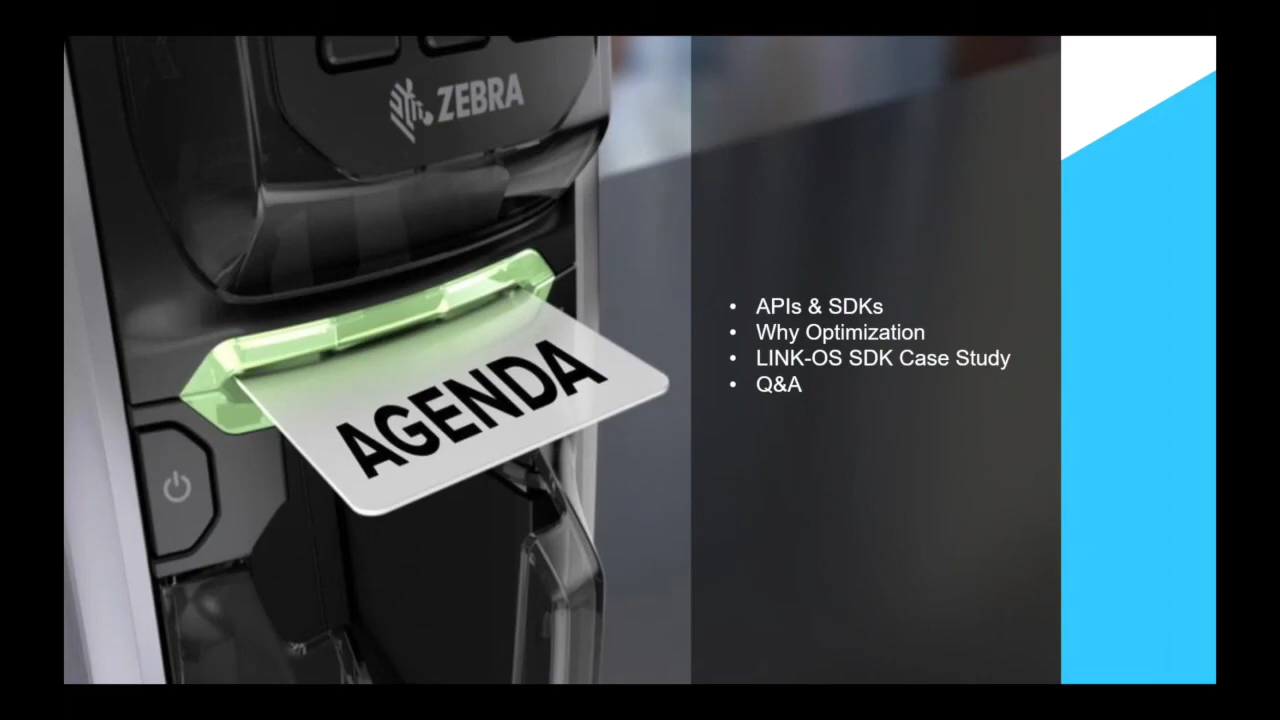 ZEBRA
AGENDA
• APIs & SDKs
• Why Optimization
• LINK-OS SDK Case Study
• Q&A